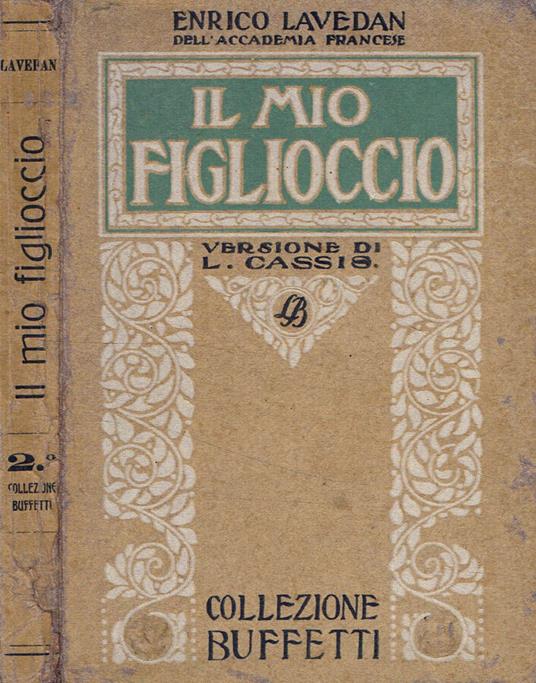 LAVEDAN
Il mio figlioccio
2.º
COLLEZIONE
BUFFETTI
ENRICO LAVEDAN
DELL'ACCADEMIA FRANCESE
IL MIO
FIGLIOCCIO
VERSIONE DI
L. CASSIS.
LB
COLLEZIONE
BUFFETTI